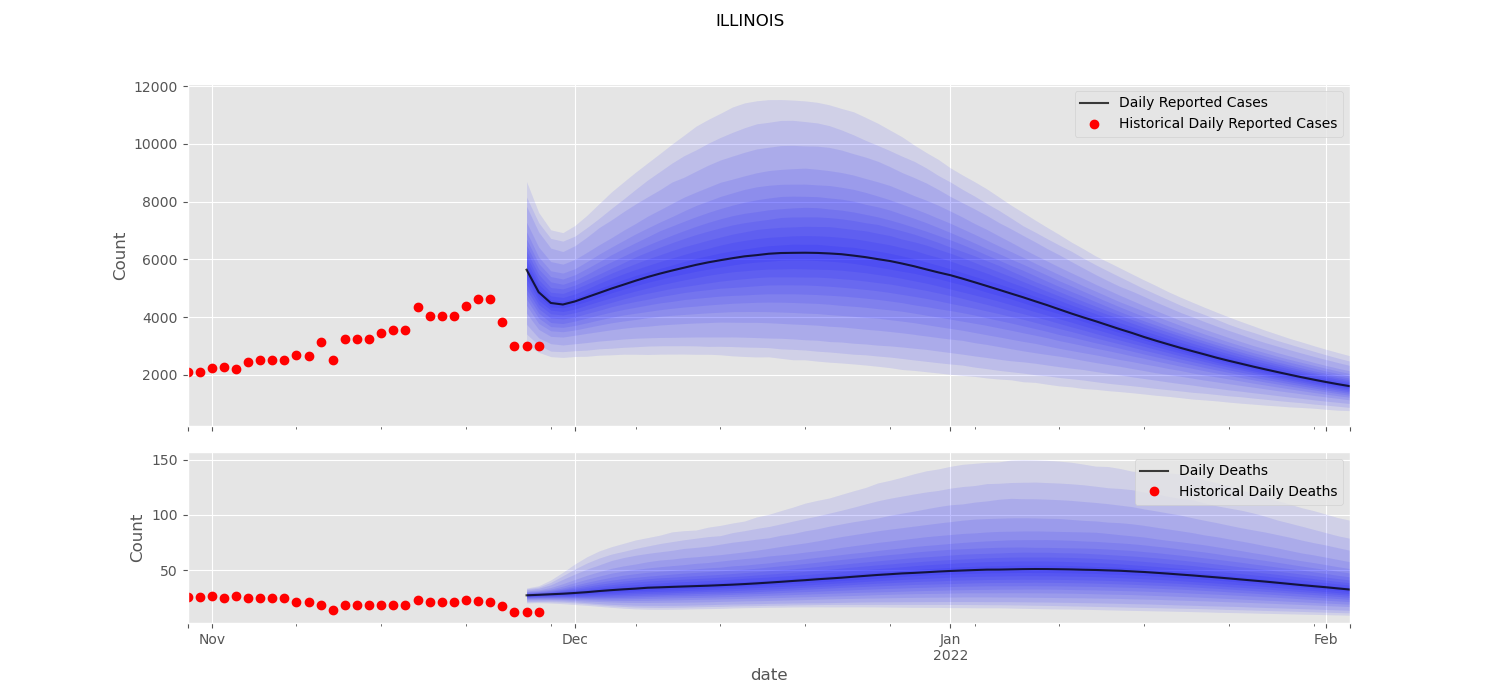 ILLINOIS
12000
10000
8000
6000
4000
2000
Count
Daily Reported Cases
Historical Daily Reported Cases
150
100
50
Count
Daily Deaths
Historical Daily Deaths
Nov
Dec
Jan
2022
Feb
date